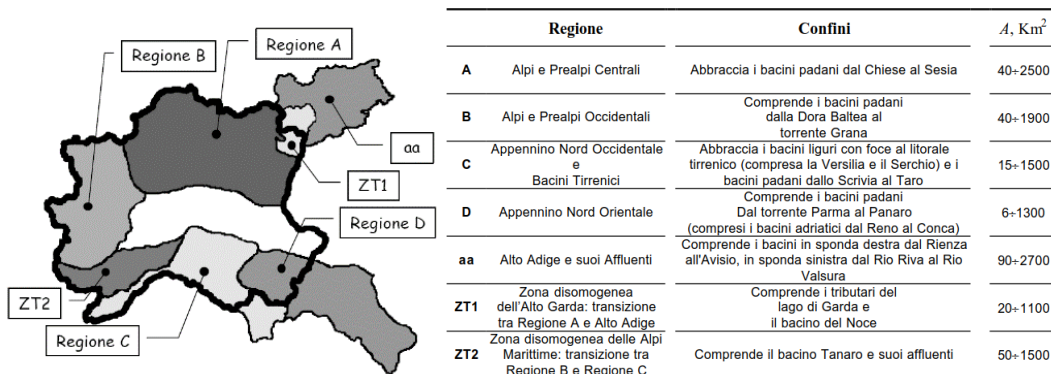 Regione B
Regione A
aa
ZT1
Regione D
ZT2
Regione C
Regione Confini A, Km²
A Alpi e Prealpi Centrali Abbraccia i bacini padani dal Chiese al Sesia 40÷2500
B Alpi e Prealpi Occidentali Comprende i bacini padani
dalla Dora Baltea al
torrente Grana 40÷1900
C Appennino Nord Occidentale
e
Bacini Tirrenici Abbraccia i bacini liguri con foce al litorale
tirrenico (compresa la Versilia e il Serchio) e i
bacini padani dallo Scrivia al Taro 15÷1500
D Appennino Nord Orientale Comprende i bacini padani
Dal torrente Parma al Panaro
(compresi i bacini adriatici dal Reno al Conca) 6÷1300
aa Alto Adige e suoi Affluenti Comprende i bacini in sponda destra dal Rienza
all'Avisio, in sponda sinistra dal Rio Riva al Rio
Valsura 90÷2700
ZT1 Zona disomogenea
dell'Alto Garda: transizione
tra Regione A e Alto Adige Comprende i tributari del
lago di Garda e
il bacino del Noce 20÷1100
ZT2 Zona disomogenea delle Alpi
Marittime: transizione tra
Regione B e Regione C Comprende il bacino Tanaro e suoi affluenti 50÷1500